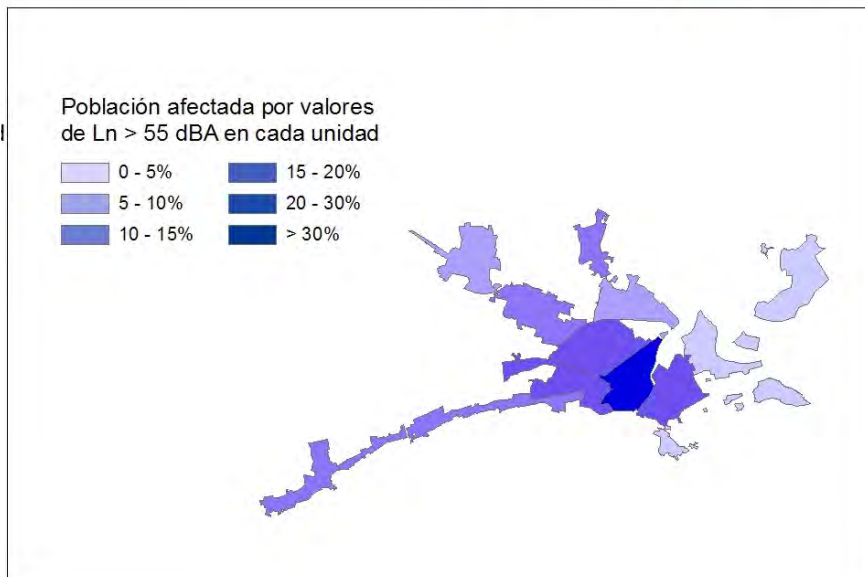 Población afectada por valores
de Ln > 55 dBA en cada unidad
0 - 5%
15 - 20%
5 - 10%
20 - 30%
10 - 15%
> 30%